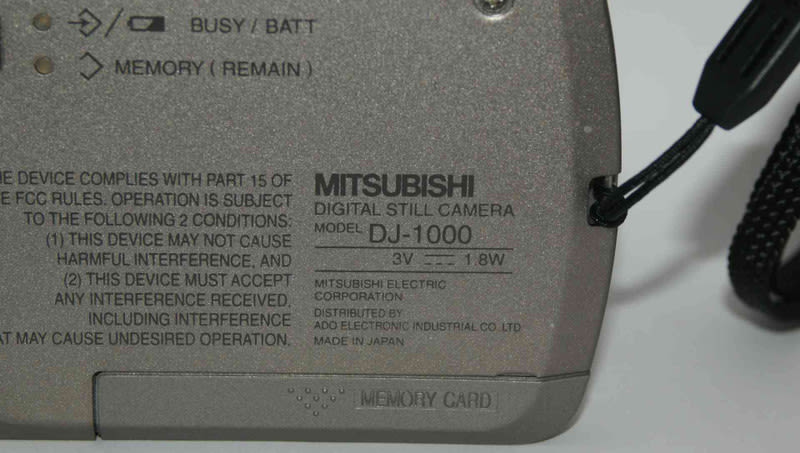 BUSY / BATT
MEMORY ( REMAIN )
DEVICE COMPLIES WITH PART 15 OF
FCC RULES. OPERATION IS SUBJECT
TO THE FOLLOWING 2 CONDITIONS:
(1) THIS DEVICE MAY NOT CAUSE
HARMFUL INTERFERENCE, AND
(2) THIS DEVICE MUST ACCEPT
ANY INTERFERENCE RECEIVED,
INCLUDING INTERFERENCE
MAY CAUSE UNDESIRED OPERATION.
MITSUBISHI
DIGITAL STILL CAMERA
MODEL DJ-1000
3V ⎓ 1.8W
MITSUBISHI ELECTRIC
CORPORATION
DISTRIBUTED BY
ADO ELECTRONIC INDUSTRIAL CO.,LTD
MADE IN JAPAN
MEMORY CARD